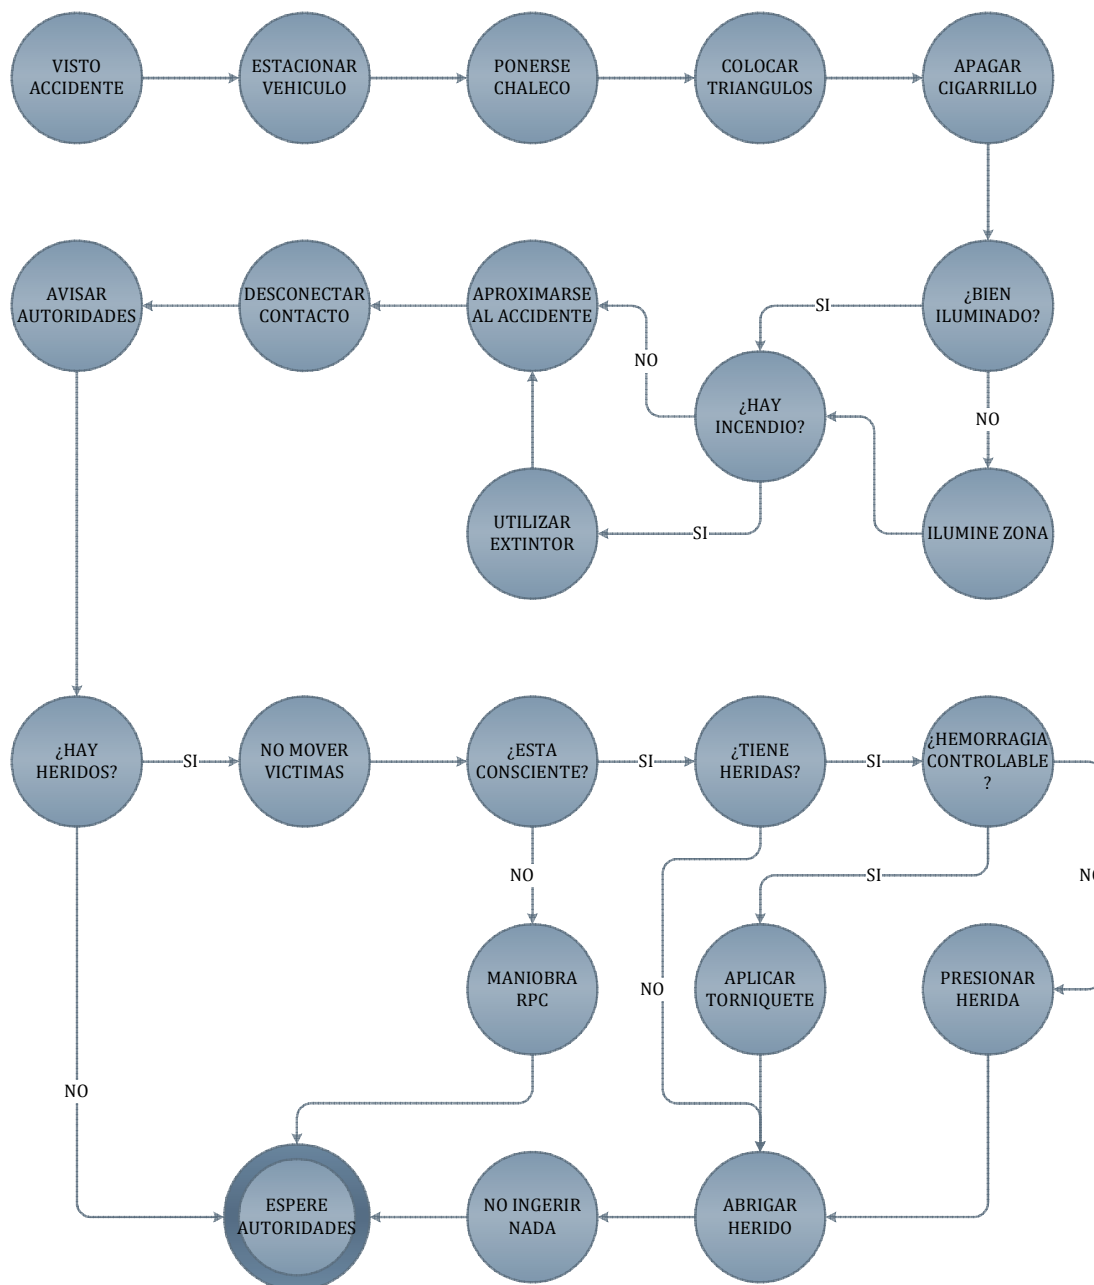 VISTO
ACCIDENTE
ESTACIONAR
VEHICULO
PONERSE
CHALECO
COLOCAR
TRIANGULOS
APAGAR
CIGARRILLO
AVISAR
AUTORIDADES
DESCONECTAR
CONTACTO
APROXIMARSE
AL ACCIDENTE
¿BIEN
ILUMINADO?
SI
NO
¿HAY
INCENDIO?
NO
UTILIZAR
EXTINTOR
SI
ILUMINE ZONA
¿HAY
HERIDOS?
SI
NO MOVER
VICTIMAS
¿ESTA
CONSCIENTE?
SI
¿TIENE
HERIDAS?
SI
¿HEMORRAGIA
CONTROLABLE
?
NO
SI
NO
MANIOBRA
RPC
NO
APLICAR
TORNIQUETE
PRESIONAR
HERIDA
NO
ESPERE
AUTORIDADES
NO INGERIR
NADA
ABRIGAR
HERIDO